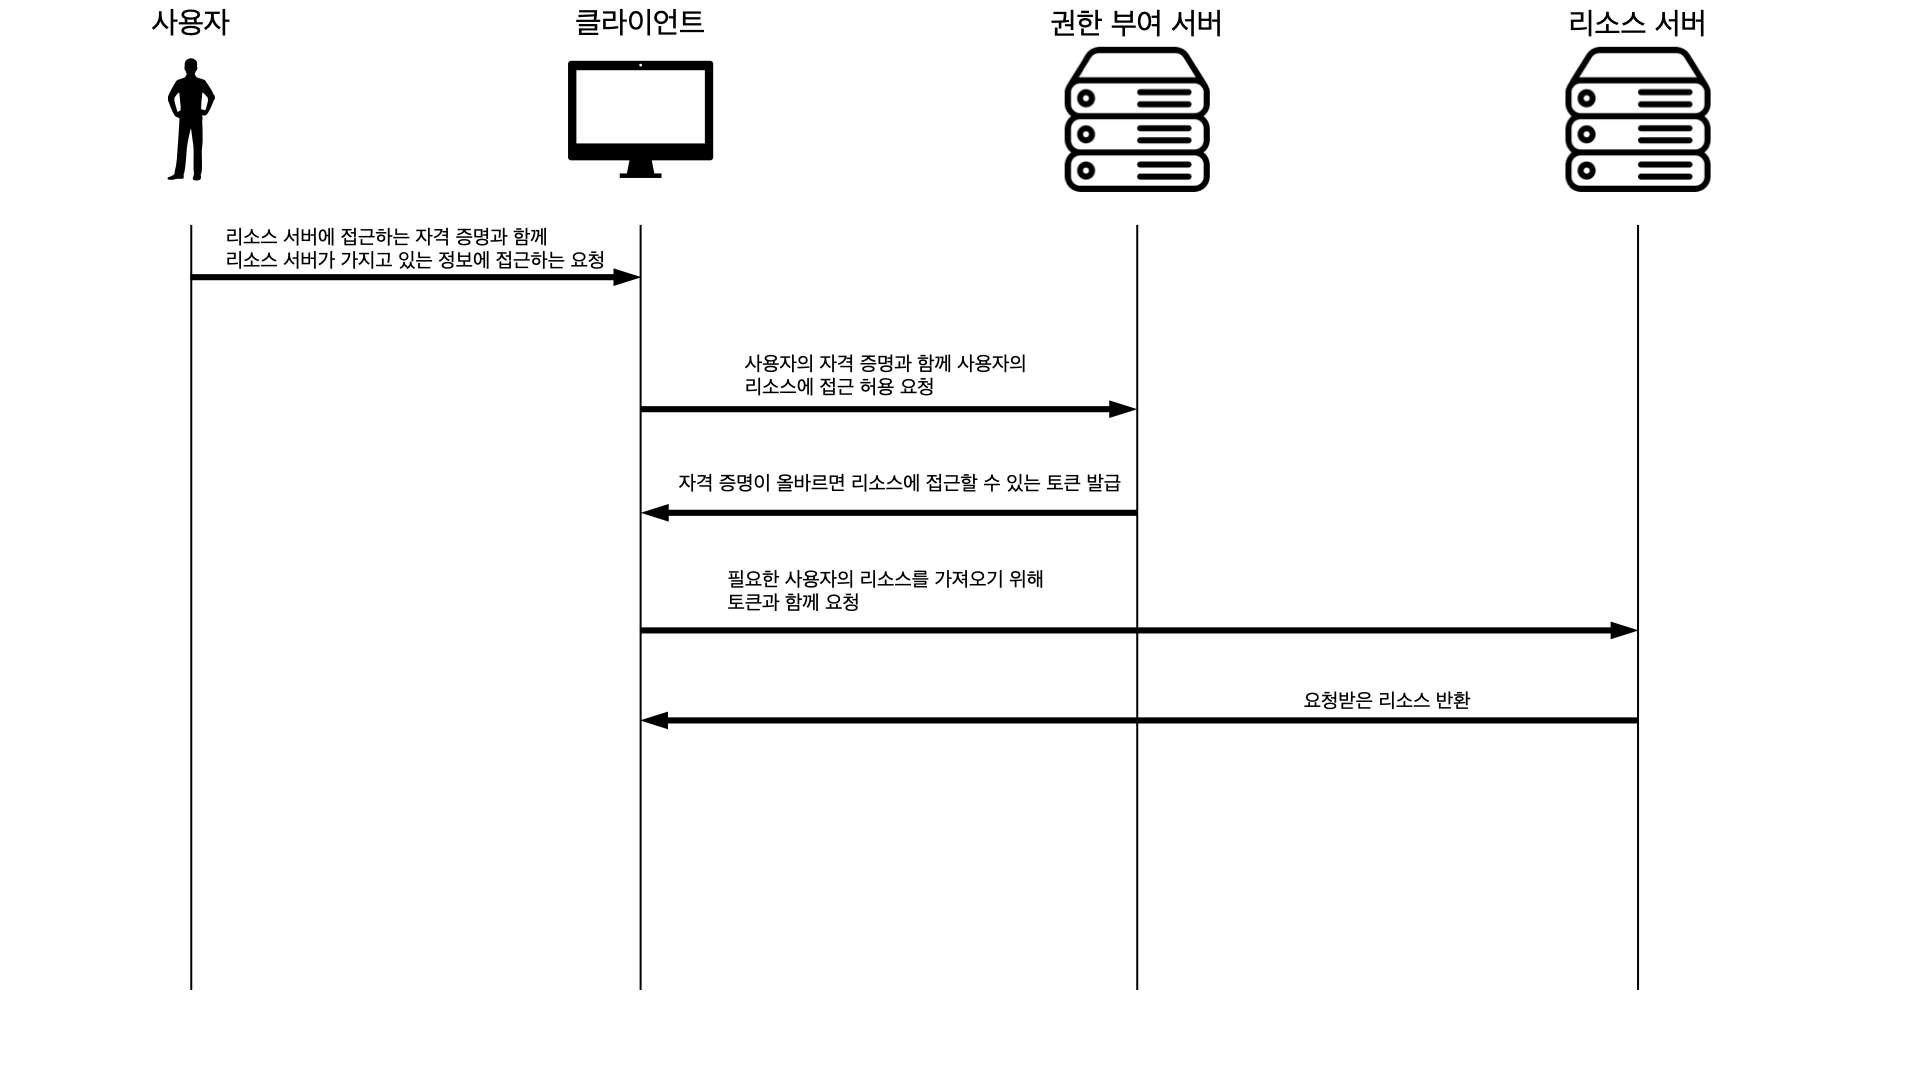 사용자
클라이언트
권한 부여 서버
리소스 서버
리소스 서버에 접근하는 자격 증명과 함께
리소스 서버가 가지고 있는 정보에 접근하는 요청
사용자의 자격 증명과 함께 사용자의
리소스에 접근 허용 요청
자격 증명이 올바르면 리소스에 접근할 수 있는 토큰 발급
필요한 사용자의 리소스를 가져오기 위해
토큰과 함께 요청
요청받은 리소스 반환